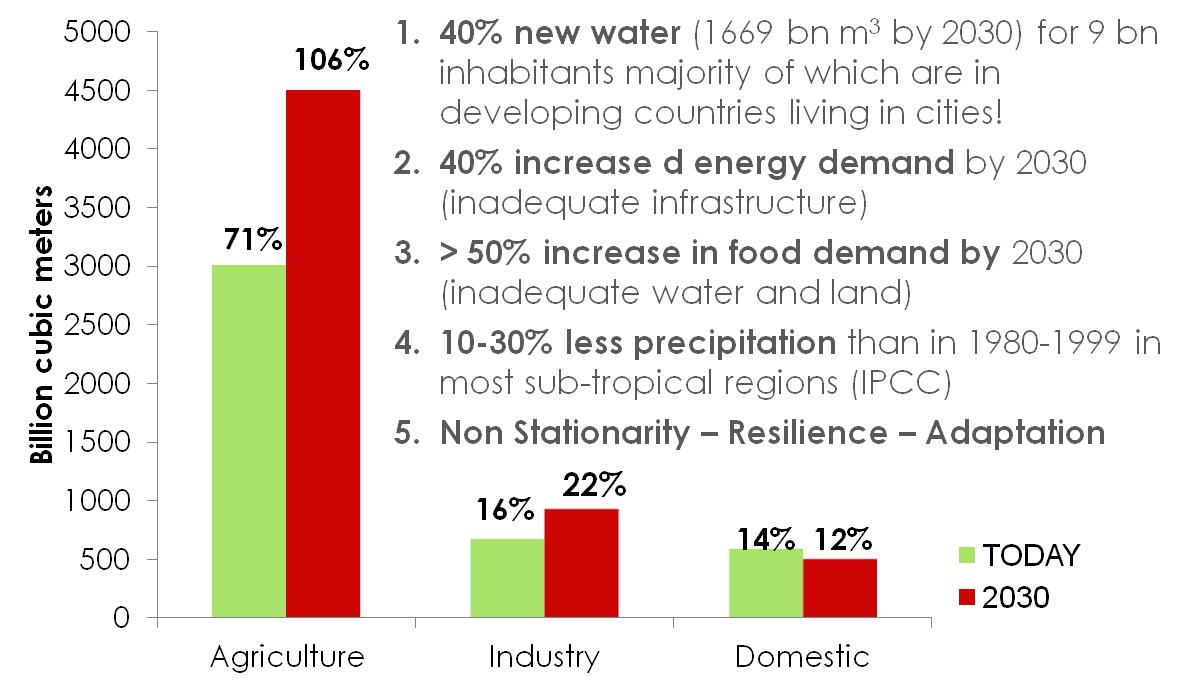 5000
4500
4000
3500
3000
2500
2000
1500
1000
500
0
Billion cubic meters
106%
71%
16%
22%
14%
12%
Agriculture
Industry
Domestic
TODAY
2030
1. 40% new water (1669 bn m³ by 2030) for 9 bn
inhabitants majority of which are in
developing countries living in cities!
2. 40% increase d energy demand by 2030
(inadequate infrastructure)
3. > 50% increase in food demand by 2030
(inadequate water and land)
4. 10-30% less precipitation than in 1980-1999 in
most sub-tropical regions (IPCC)
5. Non Stationarity – Resilience – Adaptation